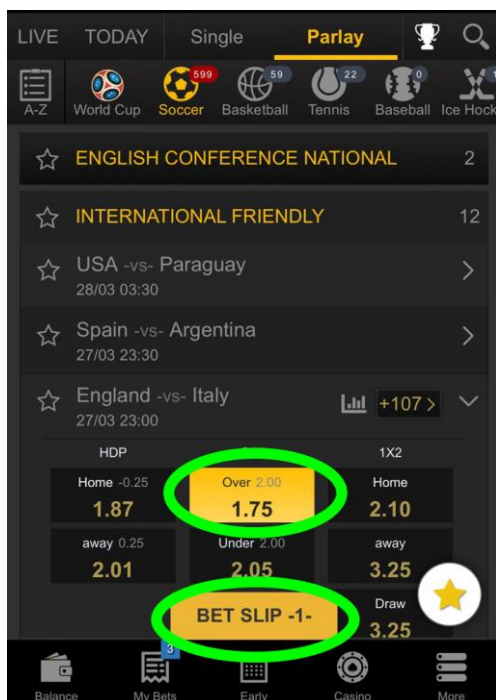 LIVE TODAY Single Parlay
599 59 22 0 1
A-Z World Cup Soccer Basketball Tennis Baseball Ice Hock
ENGLISH CONFERENCE NATIONAL 2
INTERNATIONAL FRIENDLY 12
USA -vs- Paraguay
28/03 03:30
Spain -vs- Argentina
27/03 23:30
England -vs- Italy +107 >
27/03 23:00
HDP 1X2
Home -0.25 Over 2.00 Home
1.87 1.75 2.10
away 0.25 Under 2.00 away
2.01 2.05 3.25
BET SLIP -1- Draw
3.25
3
Balance My Bets Early Casino More